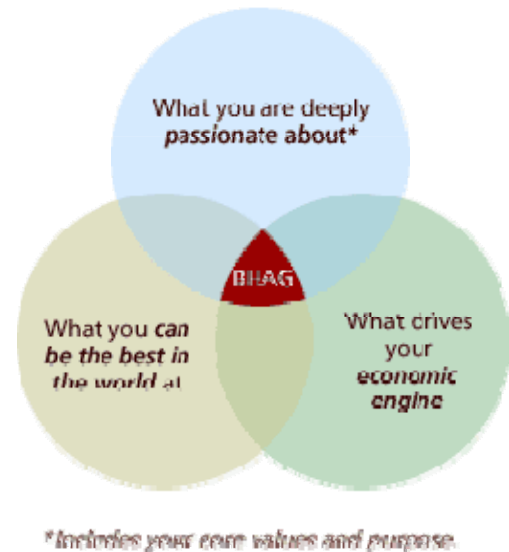 What you are deeply
passionate about*
BHAG
What you can
be the best in
the world at
What drives
your
economic
engine
*Includes your core values and purpose.